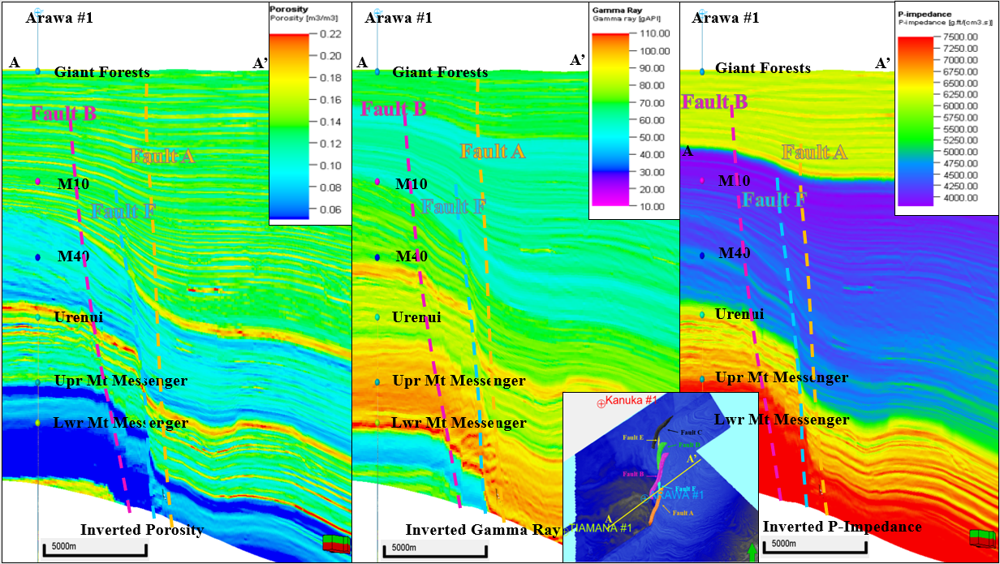 Arawa #1
Porosity
Porosity [m3/m3]
0.22
0.20
0.18
0.16
0.14
0.12
0.10
0.08
0.06
A
A’
Giant Forests
Fault B
Fault A
M10
Fault F
M40
Urenui
Upr Mt Messenger
Lwr Mt Messenger
Inverted Porosity
5000m
Arawa #1
Gamma Ray
Gamma ray [gAPI]
110.00
100.00
90.00
80.00
70.00
60.00
50.00
40.00
30.00
20.00
10.00
A
A’
Giant Forests
Fault B
Fault A
M10
Fault F
M40
Urenui
Upr Mt Messenger
Lwr Mt Messenger
Inverted Gamma Ray
5000m
Arawa #1
P-impedance
P-impedance [g.ft/(cm3.s)]
7500.00
7250.00
7000.00
6750.00
6500.00
6250.00
6000.00
5750.00
5500.00
5250.00
5000.00
4750.00
4500.00
4250.00
4000.00
A’
Giant Forests
Fault B
A
Fault A
M10
Fault F
M40
Urenui
Upr Mt Messenger
Lwr Mt Messenger
Inverted P-Impedance
5000m
Kanuka #1
Fault C
Fault E
Fault D
A’
Fault B
Fault F
ARAWA #1
Fault A
A
TIAMANA #1